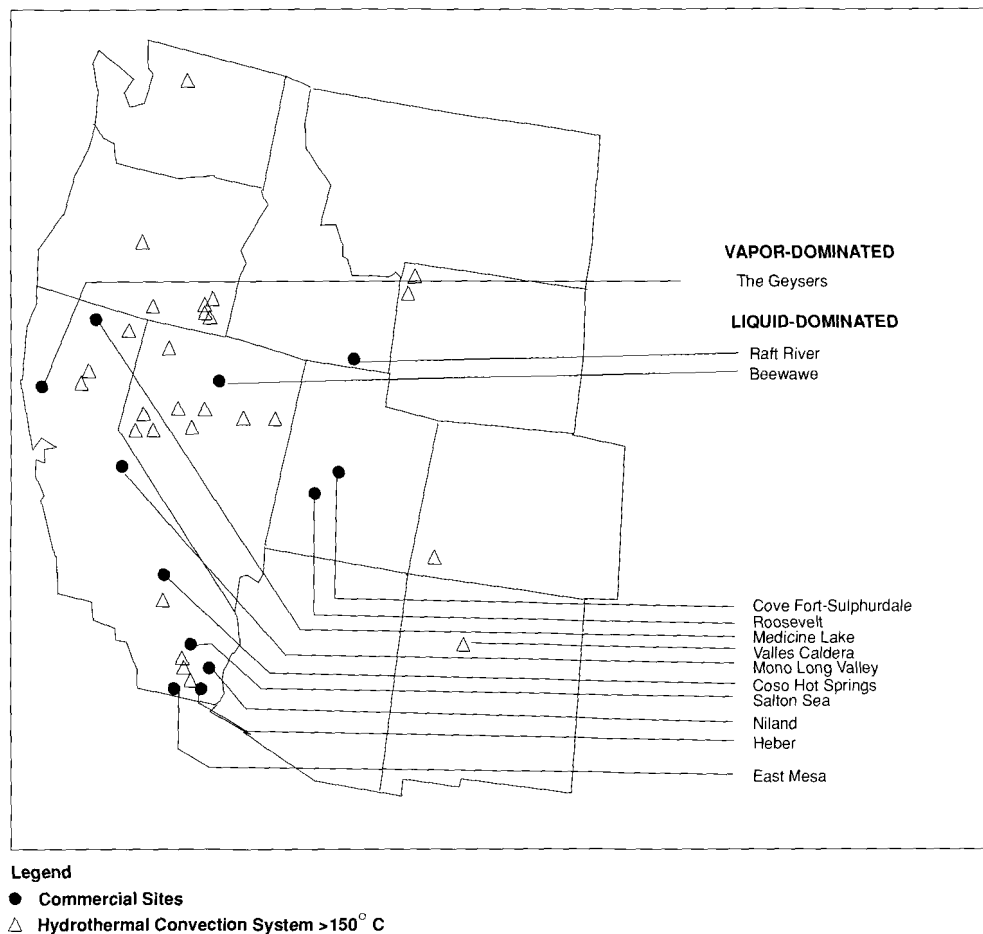 VAPOR-DOMINATED
The Geysers
LIQUID-DOMINATED
Raft River
Beewawe
Cove Fort-Sulphurdale
Roosevelt
Medicine Lake
Valles Caldera
Mono Long Valley
Coso Hot Springs
Salton Sea
Niland
Heber
East Mesa
Legend
Commercial Sites
Hydrothermal Convection System >150° C